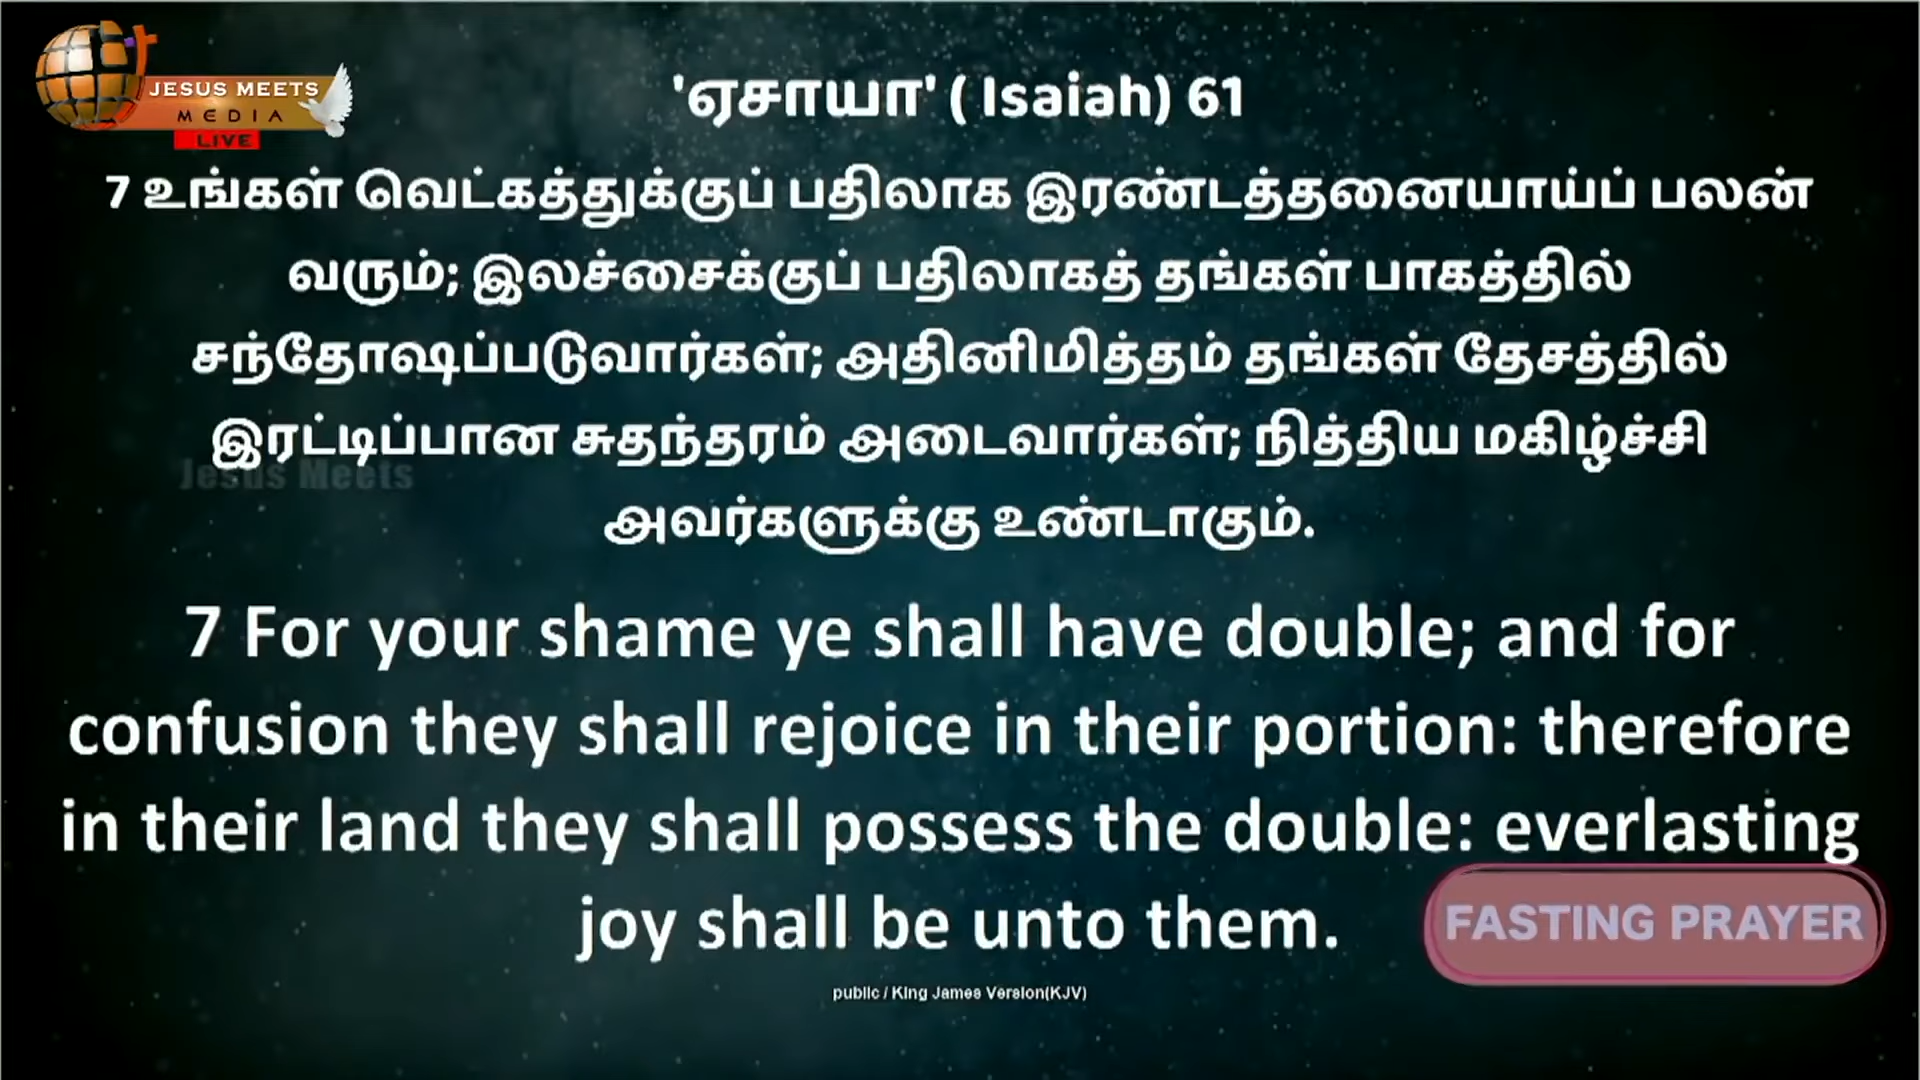 JESUS MEETS
MEDIA
LIVE
'ஏசாயா' ( Isaiah) 61
7 உங்கள் வெட்கத்துக்குப் பதிலாக இரண்டத்தனையாய்ப் பலன்
வரும்; இலச்சைக்குப் பதிலாகத் தங்கள் பாகத்தில்
சந்தோஷப்படுவார்கள்; அதினிமித்தம் தங்கள் தேசத்தில்
இரட்டிப்பான சுதந்தரம் அடைவார்கள்; நித்திய மகிழ்ச்சி
Jesus Meets
அவர்களுக்கு உண்டாகும்.
7 For your shame ye shall have double; and for
confusion they shall rejoice in their portion: therefore
in their land they shall possess the double: everlasting
joy shall be unto them.
FASTING PRAYER
public / King James Version(KJV)